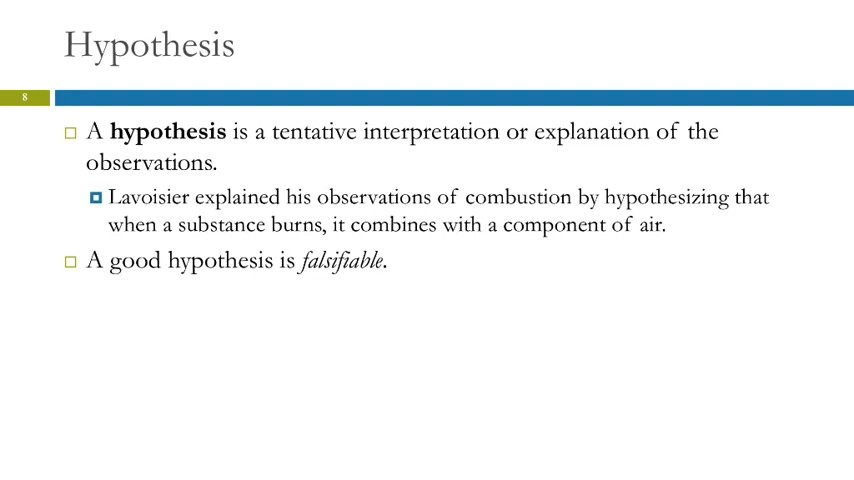 Hypothesis
8
A hypothesis is a tentative interpretation or explanation of the
observations.
Lavoisier explained his observations of combustion by hypothesizing that
when a substance burns, it combines with a component of air.
A good hypothesis is falsifiable.